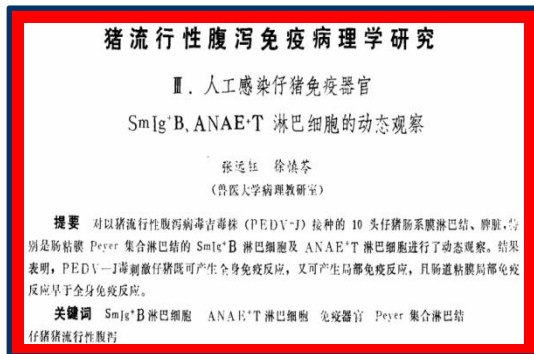 猪流行性腹泻免疫病理学研究
Ⅲ. 人工感染仔猪免疫器官
SmIg⁺B、ANAE⁺T 淋巴细胞的动态观察
张远钰 徐慎苓
(兽医大学病理教研室)
提要 对以猪流行性腹泻病毒吉毒株 (PEDV-J) 接种的 10 头仔猪肠系膜淋巴结、脾脏,特
别是肠粘膜 Peyer 集合淋巴结的 SmIg⁺B 淋巴细胞及 ANAE⁺T 淋巴细胞进行了动态观察。结果
表明, PEDV—J毒刺激仔猪既可产生全身免疫反应, 又可产生局部免疫反应, 且肠道粘膜局部免疫
反应早于全身免疫反应。
关键词 SmIg⁺B淋巴细胞 ANAE⁺T 淋巴细胞 免疫器官 Peyer 集合淋巴结
仔猪猪流行性腹泻